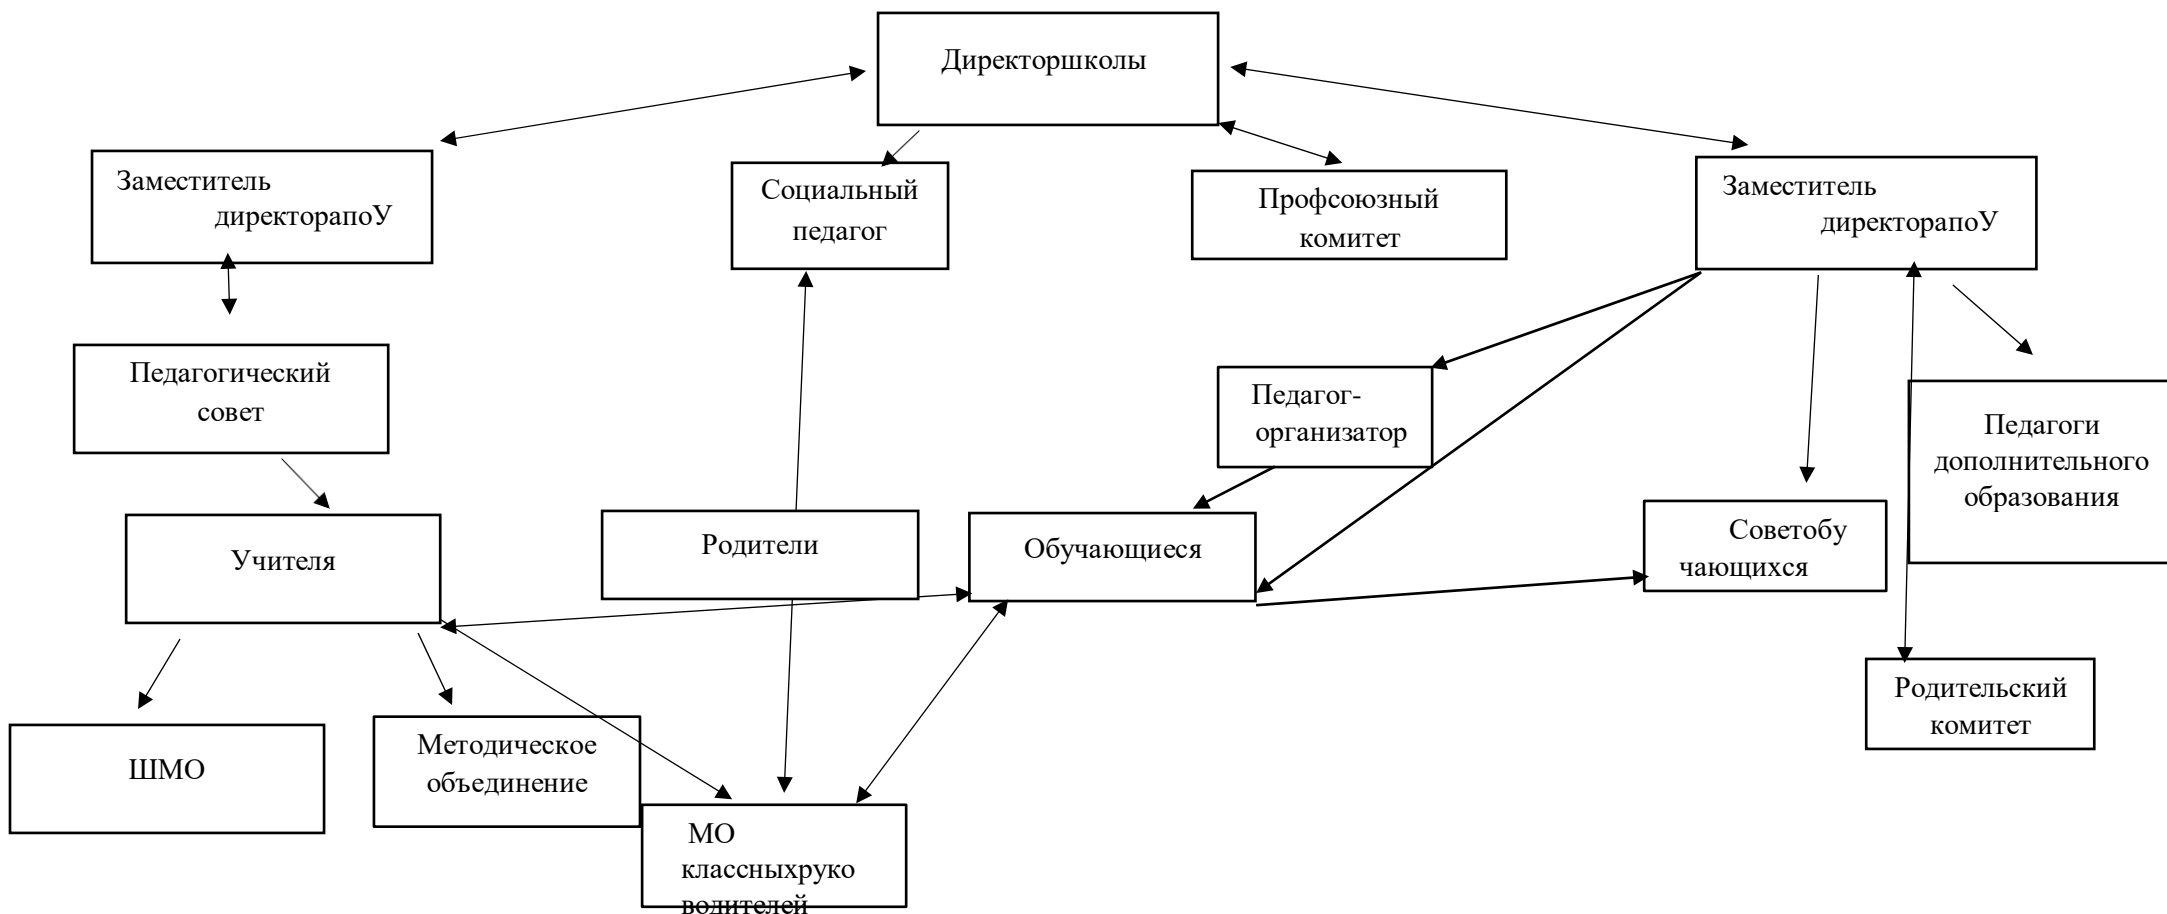 Директоршколы
Заместитель
директорапоУ
Социальный
педагог
Профсоюзный
комитет
Заместитель
директорапоУ
Педагогический
совет
Педагог-
организатор
Педагоги
дополнительного
образования
Учителя
Родители
Обучающиеся
Советобу
чающихся
Родительский
комитет
ШМО
Методическое
объединение
МО
классныхруко
водителей